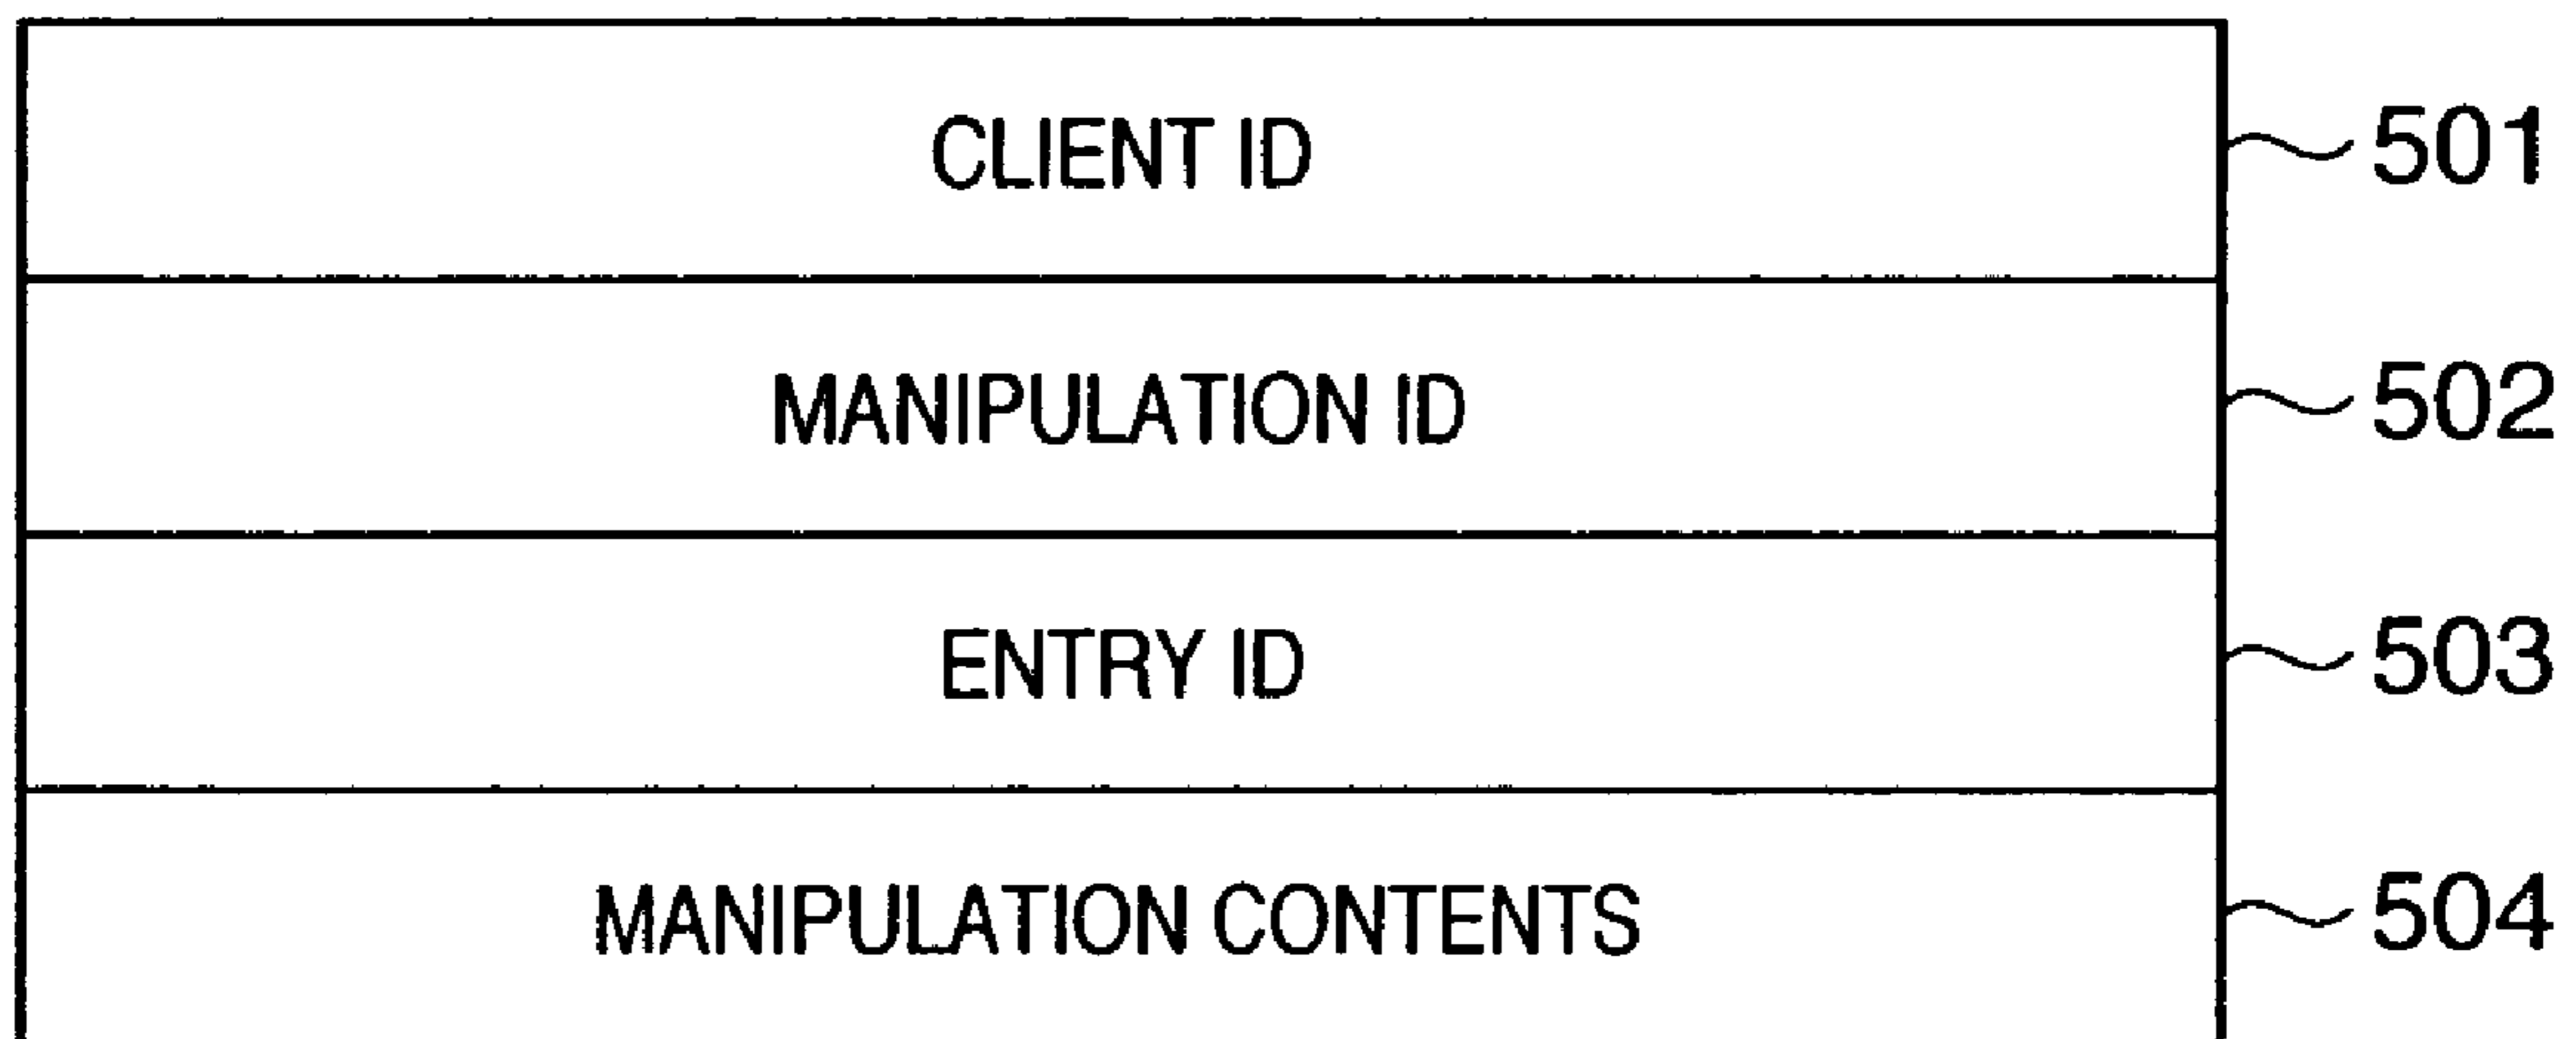 CLIENT ID 501
MANIPULATION ID 502
ENTRY ID 503
MANIPULATION CONTENTS 504